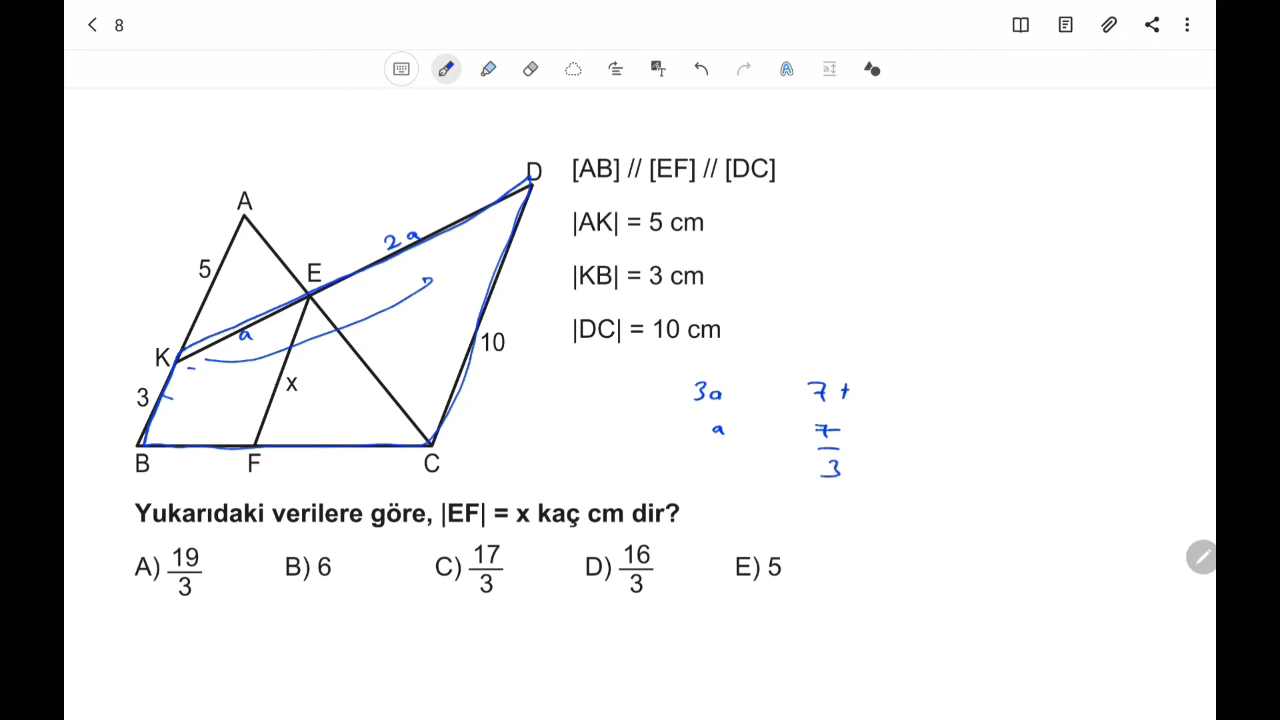 8
D
[AB] // [EF] // [DC]
A
|AK| = 5 cm
2a
5
E
|KB| = 3 cm
a
|DC| = 10 cm
K
10
x
3
3a 7+
a 7
3
B F C
Yukarıdaki verilere göre, |EF| = x kaç cm dir?
A) 19/3 B) 6 C) 17/3 D) 16/3 E) 5